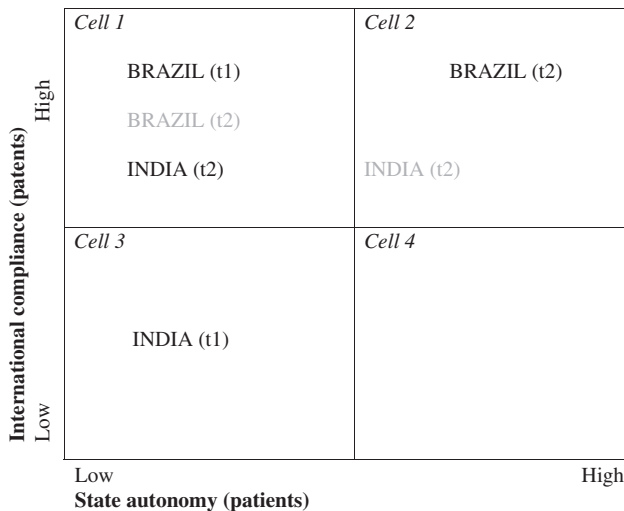 Cell 1
Cell 2
BRAZIL (t1)
BRAZIL (t2)
BRAZIL (t2)
INDIA (t2)
INDIA (t2)
Cell 3
Cell 4
INDIA (t1)
International compliance (patents)
High
Low
Low
High
State autonomy (patients)